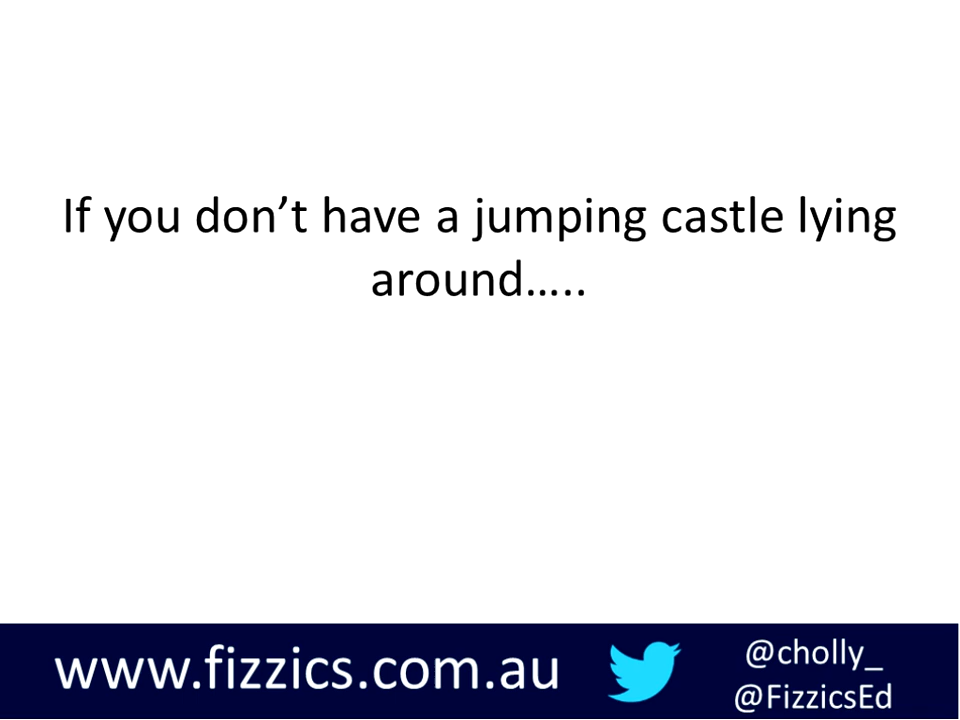 If you don’t have a jumping castle lying
around…..
www.fizzics.com.au
@cholly_
@FizzicsEd